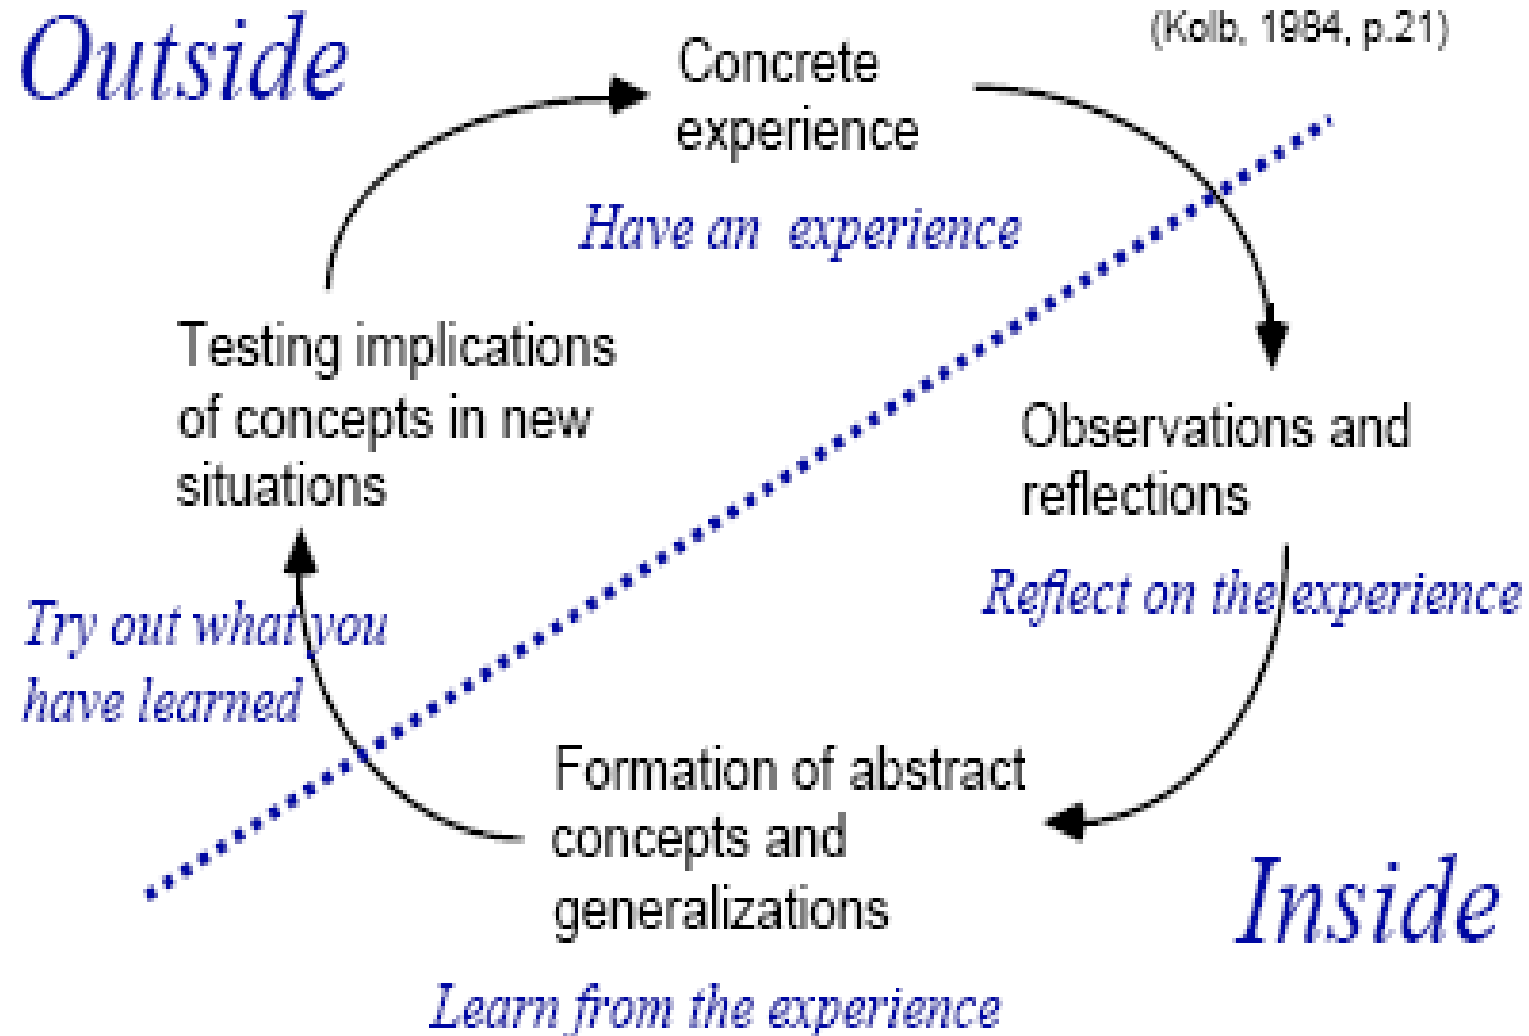 Outside
(Kolb, 1984, p.21)
Concrete
experience
Have an experience
Testing implications
of concepts in new
situations
Observations and
reflections
Reflect on the experience
Try out what you
have learned
Formation of abstract
concepts and
generalizations
Inside
Learn from the experience